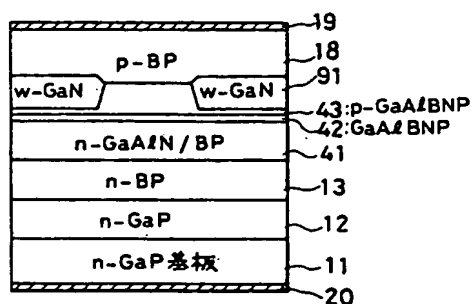 19
18
p-BP
91
w-GaN w-GaN
43:p-GaAlBNP
42:GaAlBNP
n-GaAlN/BP
41
n-BP
13
n-GaP
12
n-GaP基板
11
20